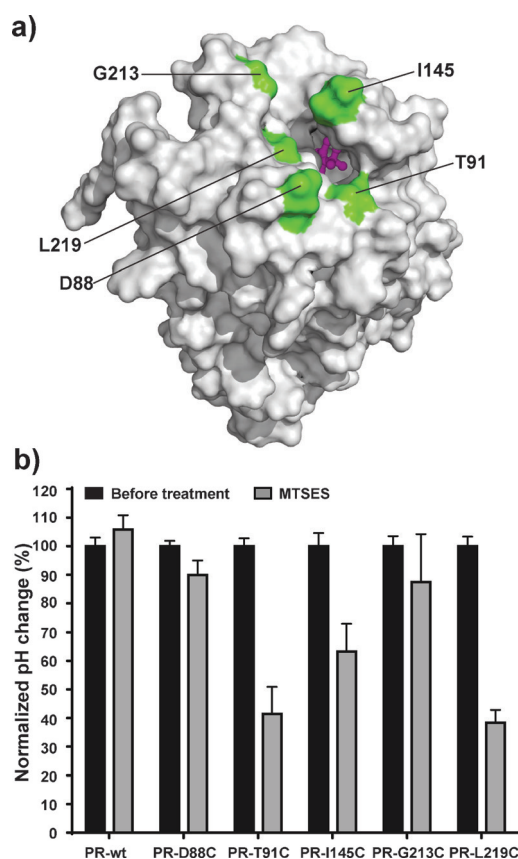 a)
G213
I145
T91
L219
D88
b)
Before treatment
MTSES
Normalized pH change (%)
120
110
100
90
80
70
60
50
40
30
20
10
0
PR-wt PR-D88C PR-T91C PR-I145C PR-G213C PR-L219C